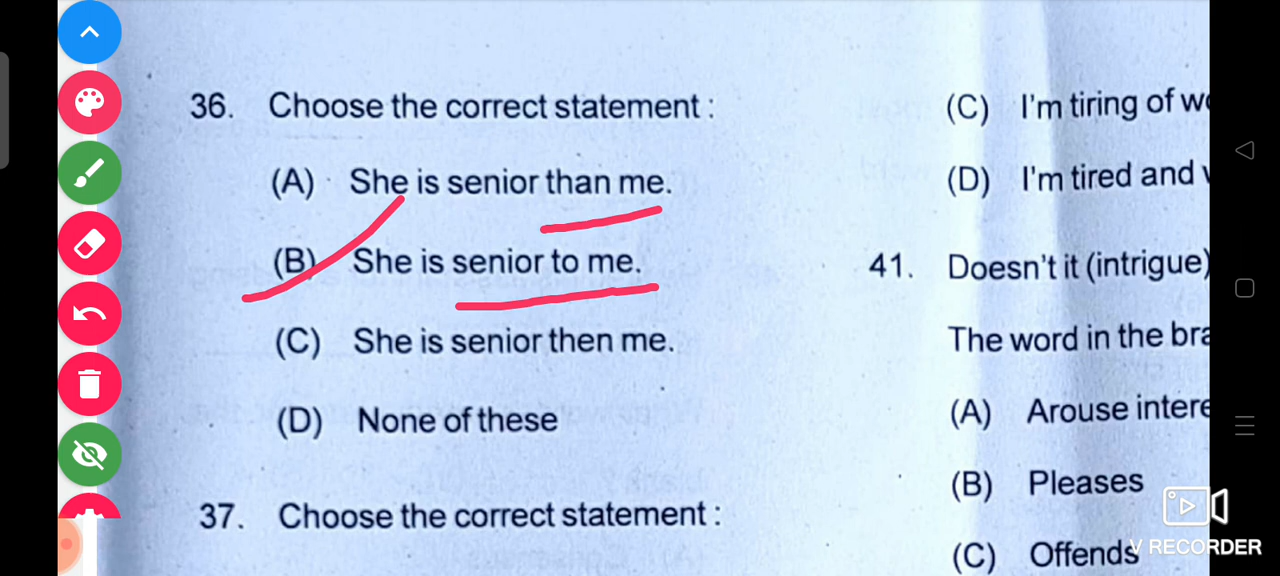 36. Choose the correct statement :
(A) She is senior than me.
(B) She is senior to me.
(C) She is senior then me.
(D) None of these
37. Choose the correct statement :
(C) I'm tiring of
(D) I'm tired and
41. Doesn't it (intrigue)
The word in the
(A) Arouse
(B) Pleases
(C) Offends
V RECORDER